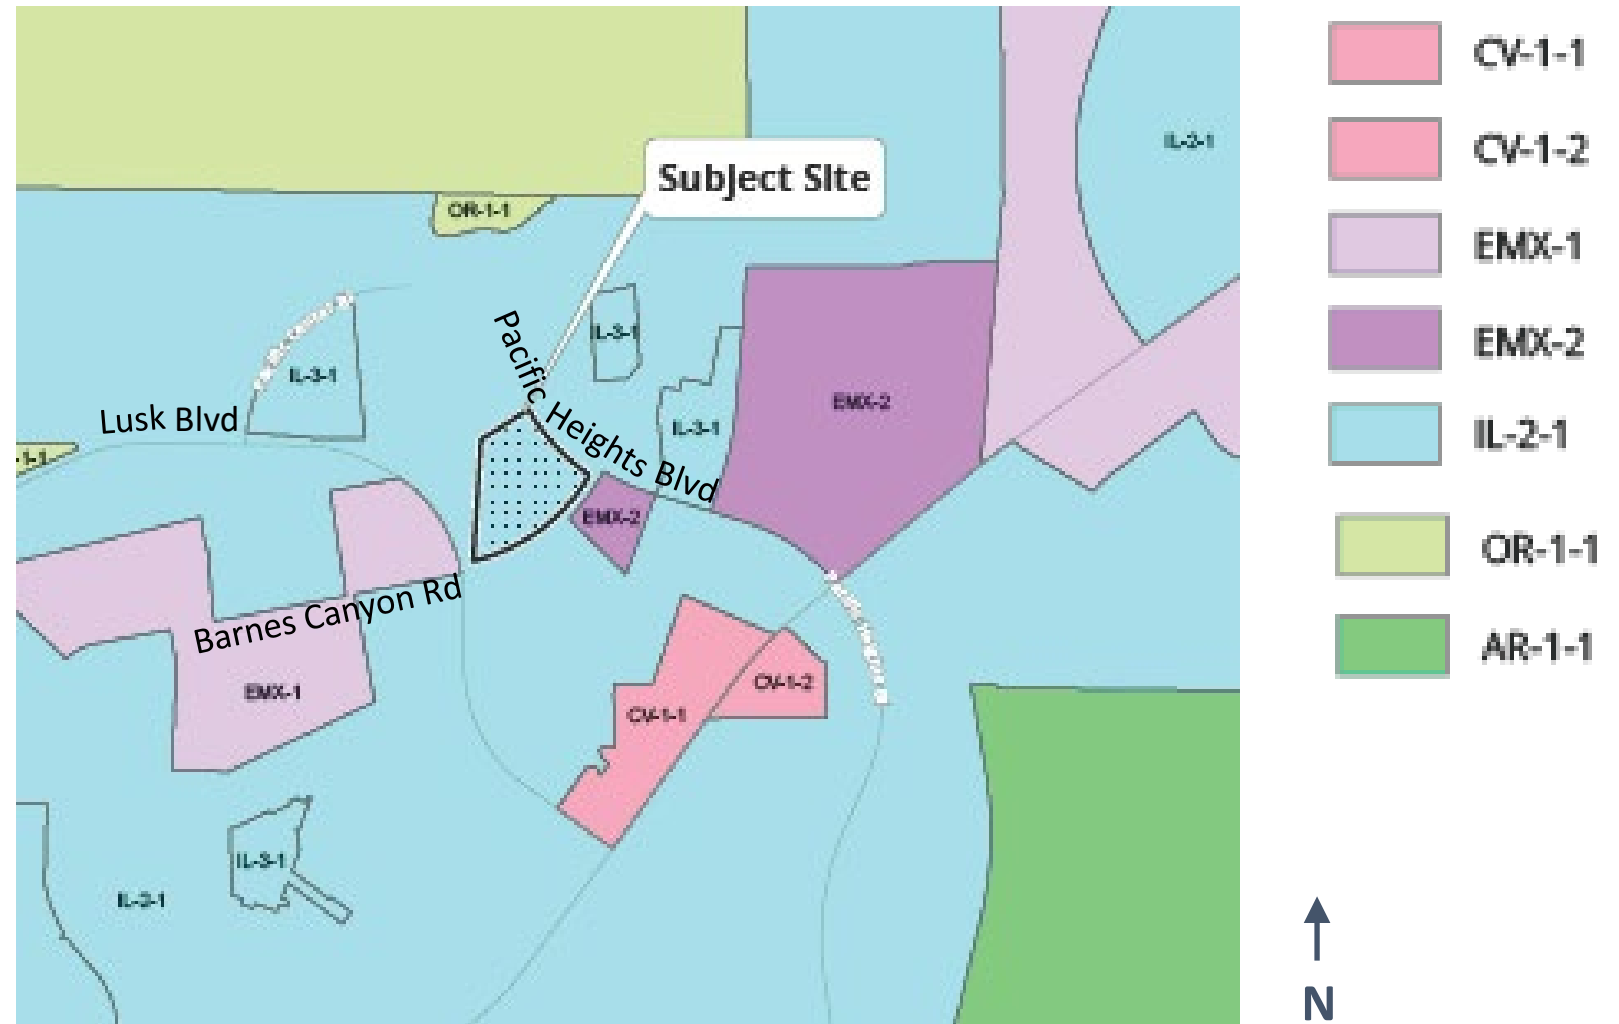 CV-1-1
CV-1-2
IL-2-1
Subject Site
OR-1-1
EMX-1
IL-3-1
Pacific Heights Blvd
EMX-2
IL-3-1
EMX-2
Lusk Blvd
IL-3-1
IL-2-1
-1-1
EMX-2
OR-1-1
Barnes Canyon Rd
AR-1-1
CV-1-2
EMX-1
CV-1-1
IL-3-1
IL-3-1
N